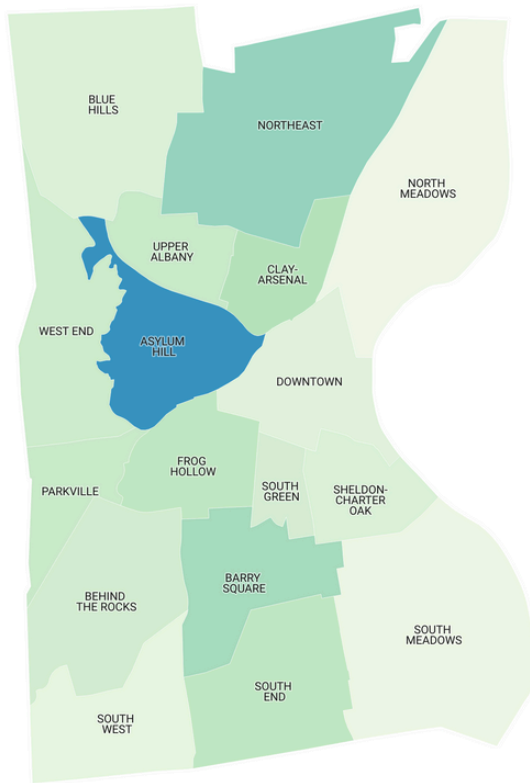 BLUE
HILLS
NORTHEAST
NORTH
MEADOWS
UPPER
ALBANY
CLAY-
ARSENAL
WEST END
ASYLUM
HILL
DOWNTOWN
FROG
HOLLOW
PARKVILLE
SOUTH
GREEN
SHELDON-
CHARTER
OAK
BARRY
SQUARE
BEHIND
THE ROCKS
SOUTH
MEADOWS
SOUTH
END
SOUTH
WEST